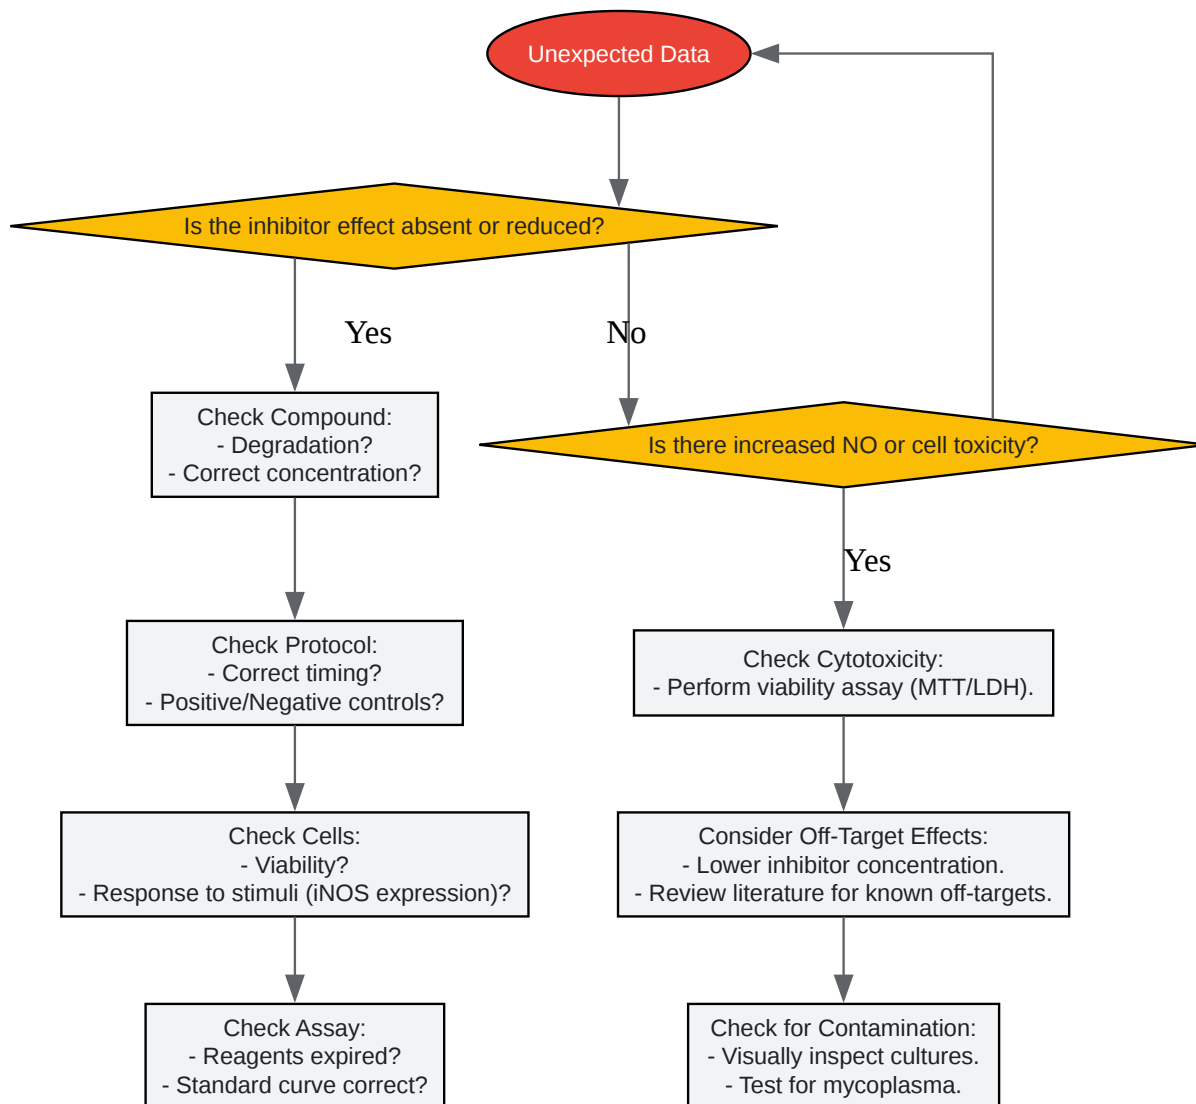 Unexpected Data
Is the inhibitor effect absent or reduced?
Yes
No
Check Compound:
- Degradation?
- Correct concentration?
Is there increased NO or cell toxicity?
Yes
Check Protocol:
- Correct timing?
- Positive/Negative controls?
Check Cytotoxicity:
- Perform viability assay (MTT/LDH).
Check Cells:
- Viability?
- Response to stimuli (iNOS expression)?
Consider Off-Target Effects:
- Lower inhibitor concentration.
- Review literature for known off-targets.
Check Assay:
- Reagents expired?
- Standard curve correct?
Check for Contamination:
- Visually inspect cultures.
- Test for mycoplasma.